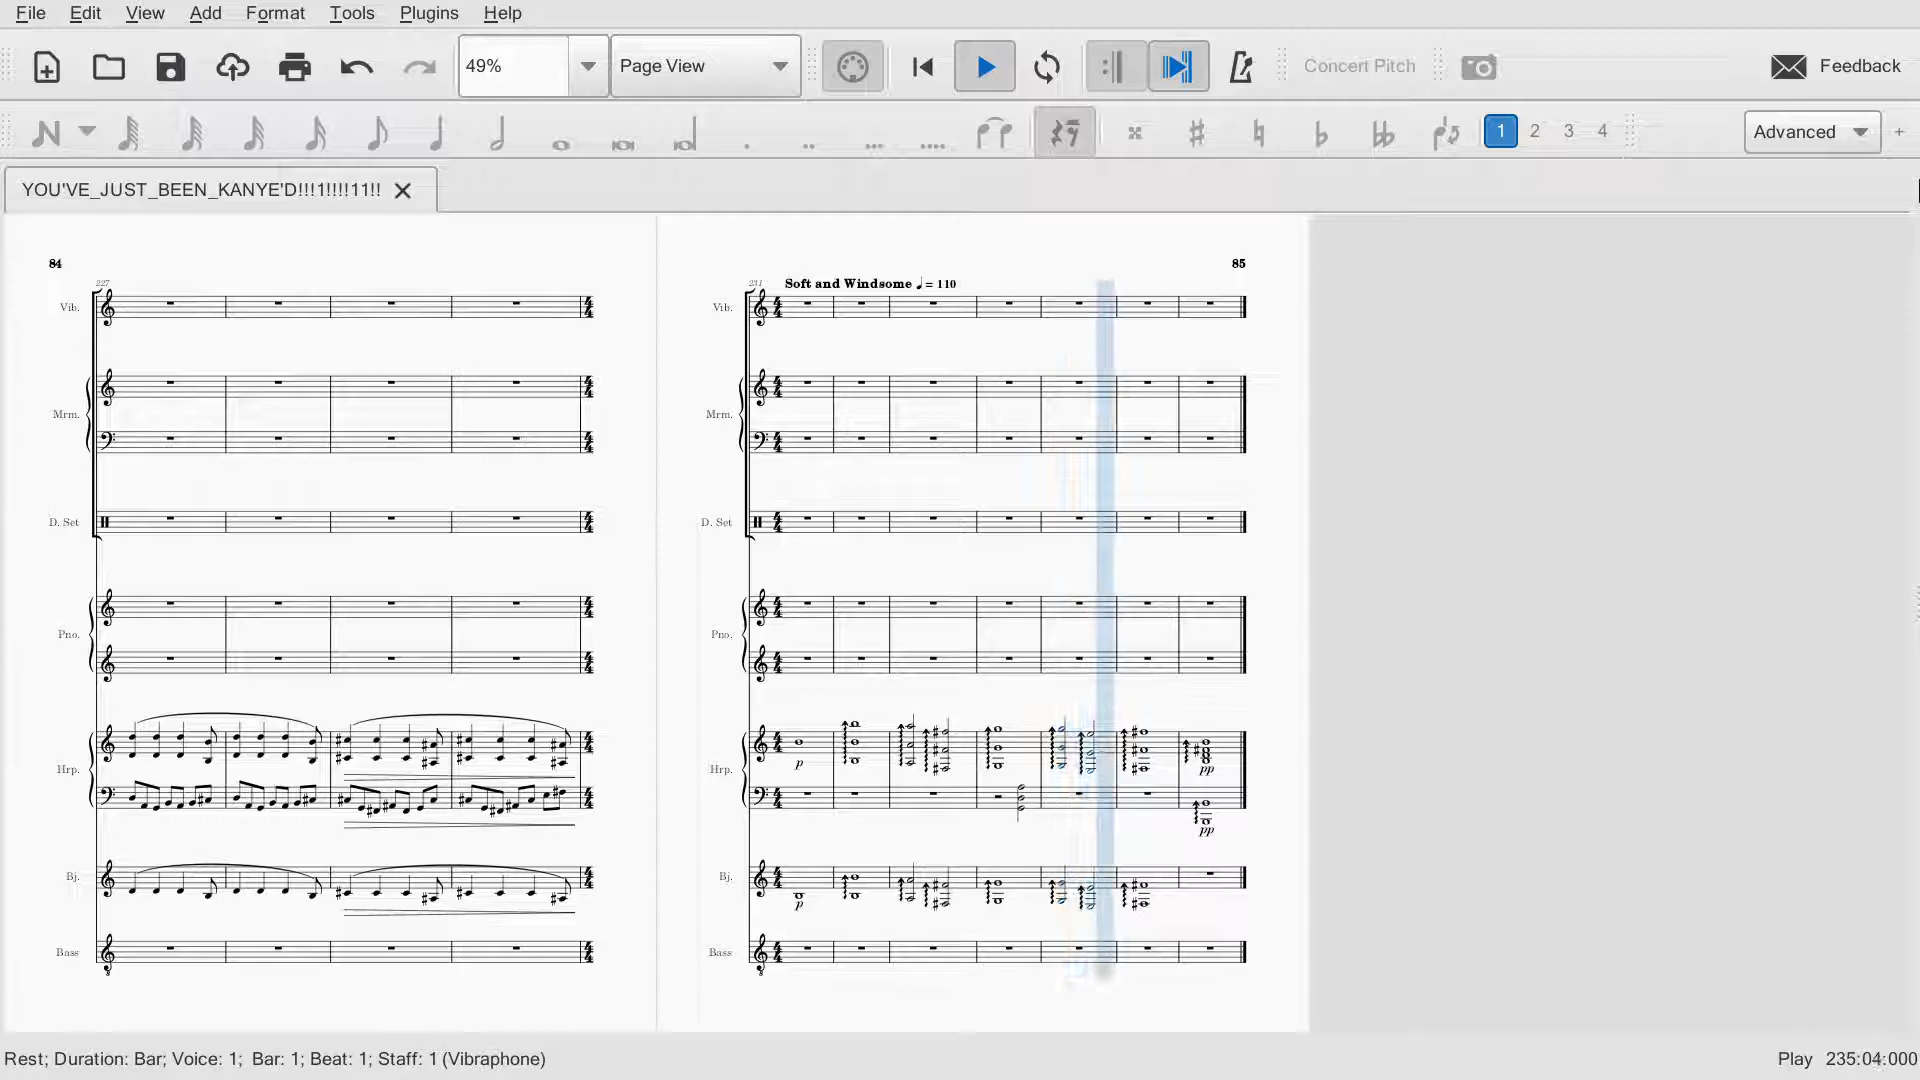 File Edit View Add Format Tools Plugins Help
49% Page View Concert Pitch Feedback
1 2 3 4 Advanced +
YOU'VE_JUST_BEEN_KANYE'D!!!1!!!!11!!
84
227
Vib.
Mrm.
D. Set
Pno.
Hrp.
Bj.
Bass
85
231
Soft and Windsome ♩ = 110
Vib.
Mrm.
D. Set
Pno.
Hrp.
p
pp
pp
Bj.
p
Bass
Rest; Duration: Bar; Voice: 1; Bar: 1; Beat: 1; Staff: 1 (Vibraphone)
Play 235:04:000